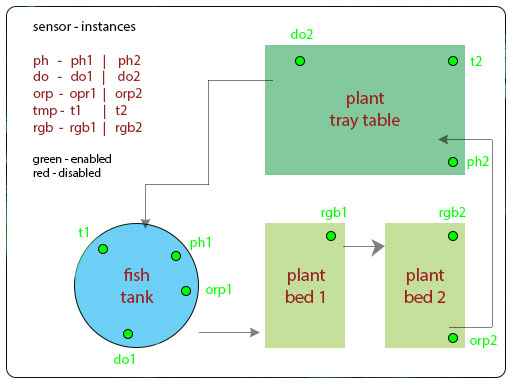 sensor - instances
ph - ph1 | ph2
do - do1 | do2
orp - opr1 | orp2
tmp - t1 | t2
rgb - rgb1 | rgb2
green - enabled
red - disabled
do2
t2
plant
tray table
ph2
t1
ph1
fish
tank
orp1
do1
rgb1
plant
bed 1
rgb2
plant
bed 2
orp2